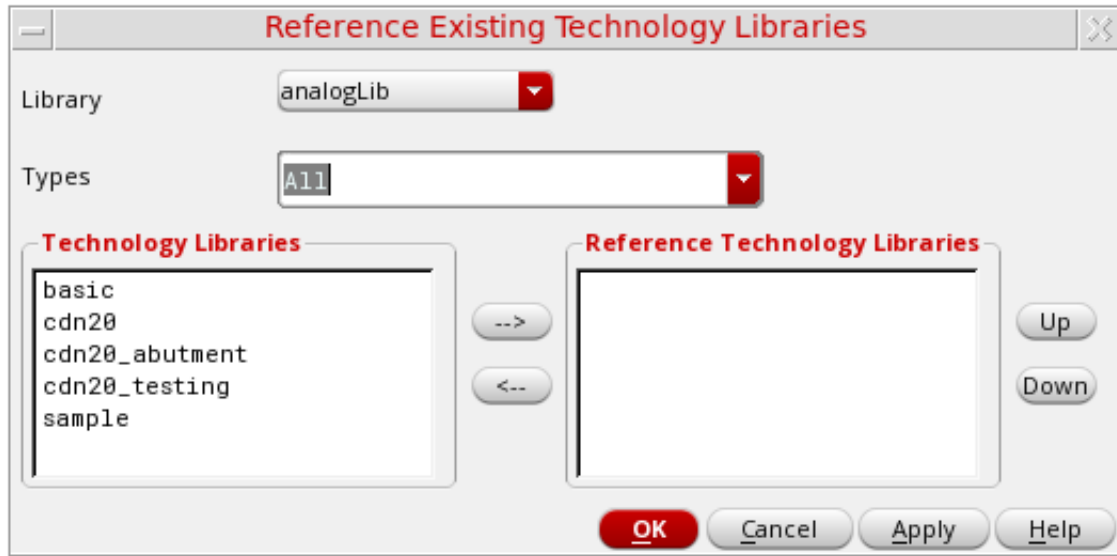 Reference Existing Technology Libraries
Library
analogLib
Types
All
Technology Libraries
basic
cdn20
cdn20_abutment
cdn20_testing
sample
-->
<--
Reference Technology Libraries
Up
Down
OK
Cancel
Apply
Help